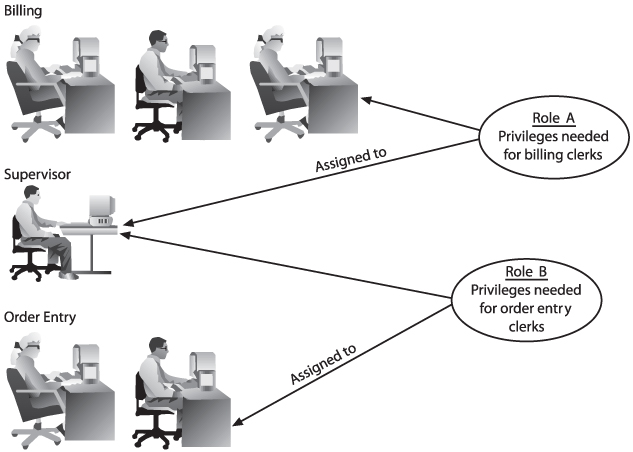 Billing
Role A
Privileges needed
for billing clerks
Assigned to
Supervisor
Role B
Privileges needed
for order entry
clerks
Order Entry
Assigned to